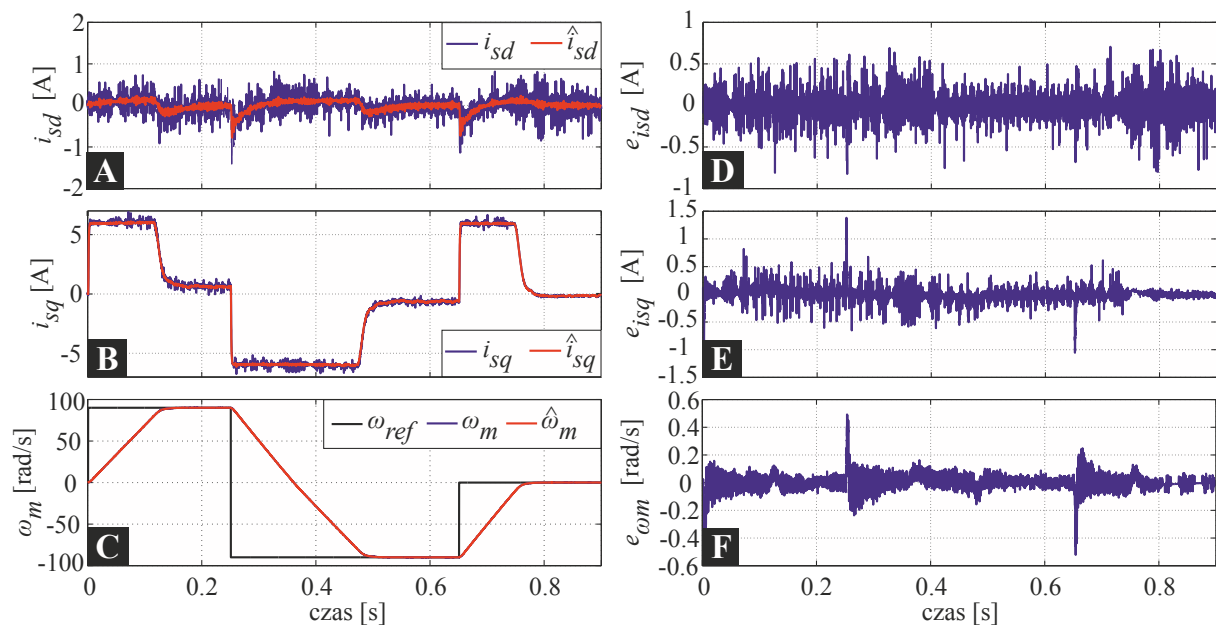 2
1
0
-1
-2
i_sd [A]
i_sd î_sd
A
5
0
-5
i_sq [A]
i_sq î_sq
B
100
50
0
-50
-100
ω_m [rad/s]
ω_ref ω_m ω̂_m
C
0 0.2 0.4 0.6 0.8
czas [s]
1
0.5
0
-0.5
-1
e_isd [A]
D
1.5
1
0.5
0
-0.5
-1
-1.5
e_isq [A]
E
0.6
0.4
0.2
0
-0.2
-0.4
-0.6
e_ωm [rad/s]
F
0 0.2 0.4 0.6 0.8
czas [s]